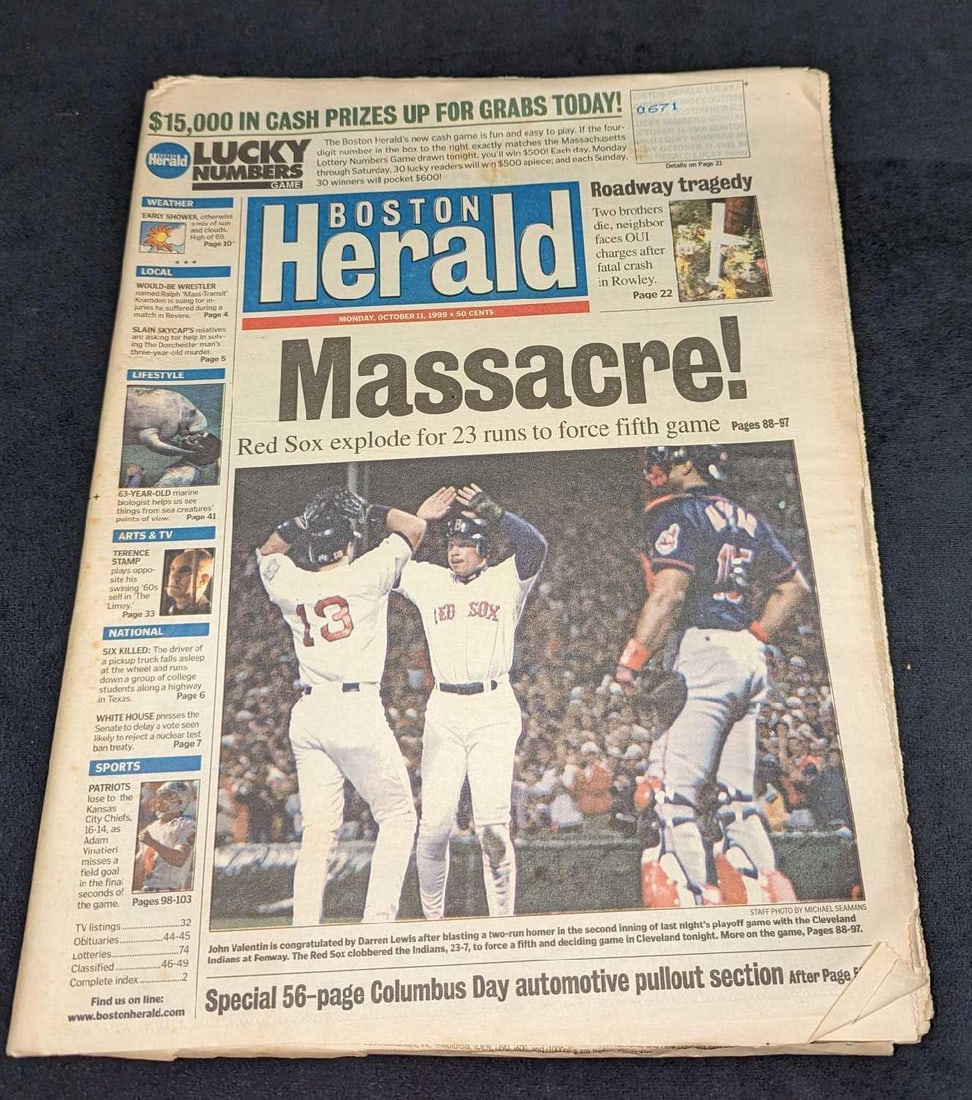 $15,000 IN CASH PRIZES UP FOR GRABS TODAY!
0671
Herald
LUCKY
NUMBERS
GAME
The Boston Herald's new cash game is fun and easy to play. If the four-
digit number in the box to the right exactly matches the Massachusetts
Lottery Numbers Game drawn tonight, you'll win $500! Each day, Monday
through Saturday, 30 lucky readers will win $500 apiece; and each Sunday,
30 winners will pocket $600!
Details on Page 21
BOSTON
Herald
MONDAY, OCTOBER 11, 1999 • 50 CENTS
Roadway tragedy
Two brothers
die, neighbor
faces OUI
charges after
fatal crash
in Rowley.
Page 22
WEATHER
EARLY SHOWER, otherwise
a mix of sun
and clouds.
High of 69.
Page 10
LOCAL
WOULD-BE WRESTLER
named Ralph 'Mass-Transit'
Kramden is suing for in-
juries he suffered during a
match in Revere. Page 4
SLAIN SKYCAP'S relatives
are asking for help in solv-
ing the Dorchester man's
three-year-old murder.
Page 5
LIFESTYLE
63-YEAR-OLD marine
biologist helps us see
things from sea creatures'
points of view. Page 41
ARTS & TV
TERENCE
STAMP
plays oppo-
site his
swining '60s
self in 'The
Limey.'
Page 33
NATIONAL
SIX KILLED: The driver of
a pickup truck falls asleep
at the wheel and runs
down a group of college
students along a highway
in Texas. Page 6
WHITE HOUSE presses the
Senate to delay a vote seen
likely to reject a nuclear test
ban treaty. Page 7
SPORTS
PATRIOTS
lose to the
Kansas
City Chiefs,
16-14, as
Adam
Vinatieri
misses a
field goal
in the final
seconds of
the game. Pages 98-103
TV listings 32
Obituaries 44-45
Lotteries 74
Classified 46-49
Complete index 2
Find us on line:
www.bostonherald.com
Massacre!
Red Sox explode for 23 runs to force fifth game Pages 88-97
13
RED SOX
15
STAFF PHOTO BY MICHAEL SEAMANS
John Valentin is congratulated by Darren Lewis after blasting a two-run homer in the second inning of last night's playoff game with the Cleveland
Indians at Fenway. The Red Sox clobbered the Indians, 23-7, to force a fifth and deciding game in Cleveland tonight. More on the game, Pages 88-97.
Special 56-page Columbus Day automotive pullout section After Page